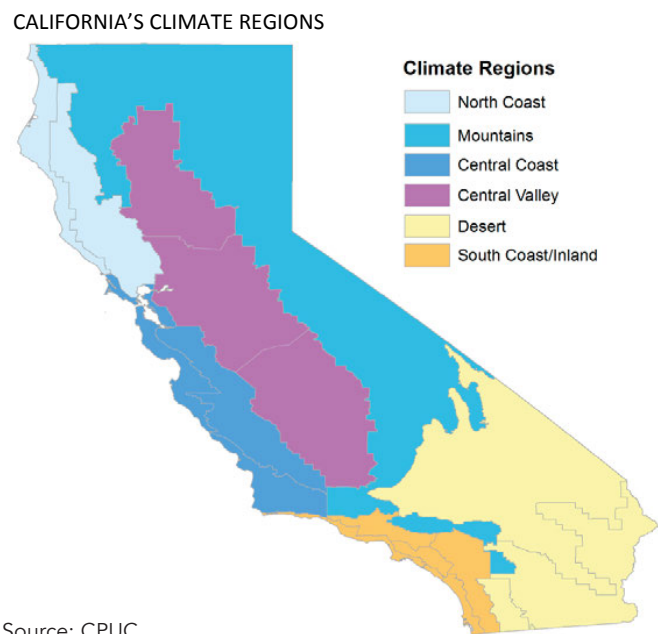 CALIFORNIA'S CLIMATE REGIONS
Climate Regions
North Coast
Mountains
Central Coast
Central Valley
Desert
South Coast/Inland
Source: CPUC